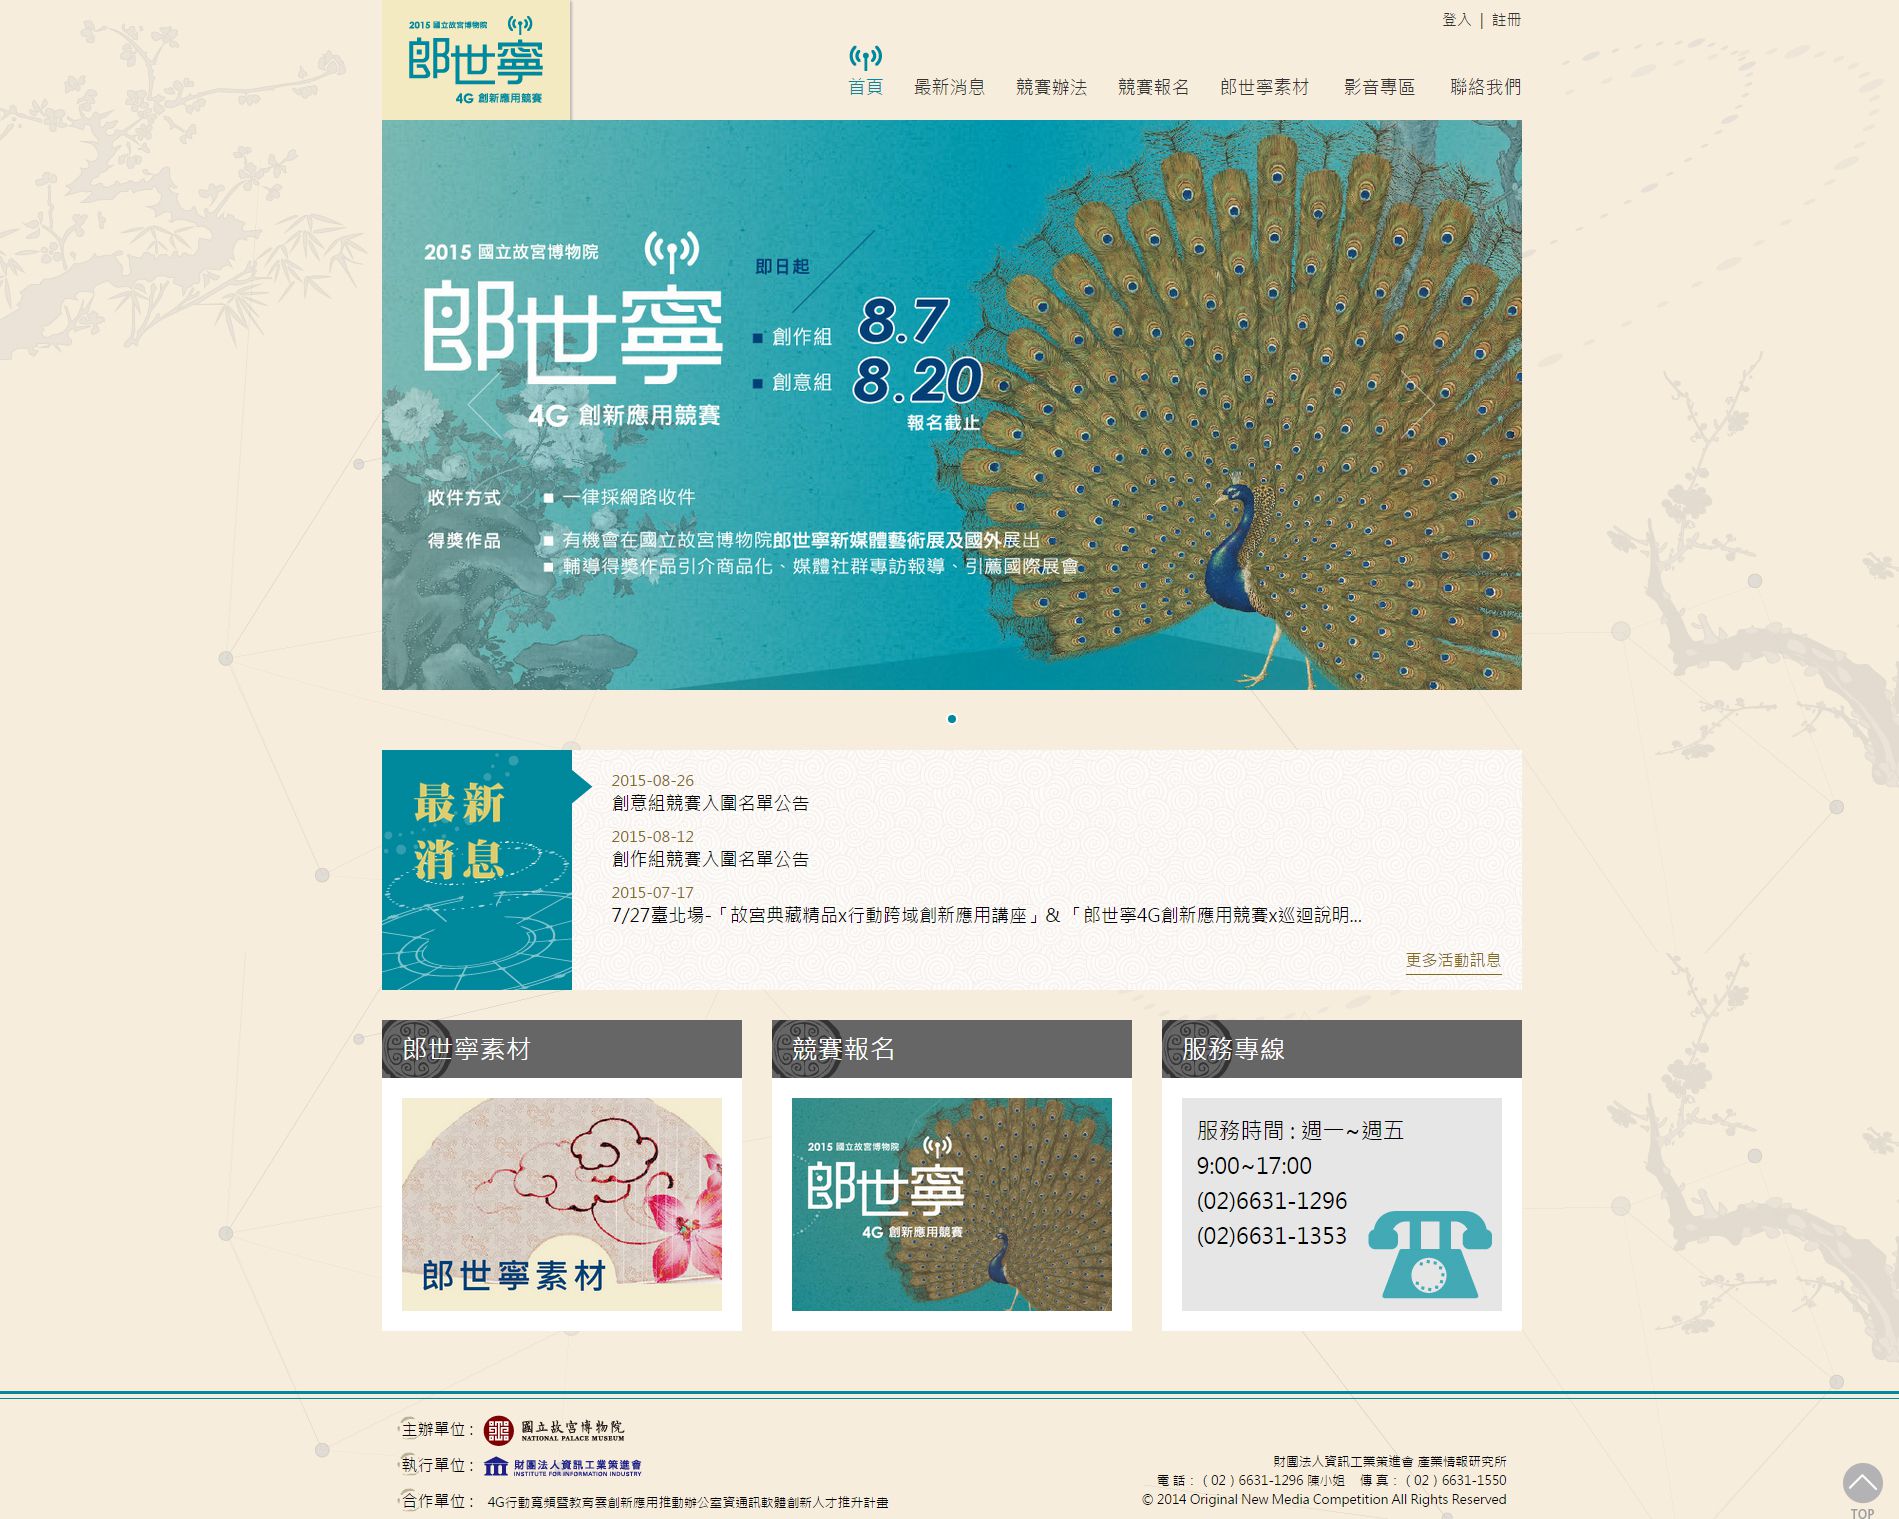 2015 國立故宮博物院
郎世寧
4G 創新應用競賽
登入 | 註冊
首頁 最新消息 競賽辦法 競賽報名 郎世寧素材 影音專區 聯絡我們
2015 國立故宮博物院
郎世寧
4G 創新應用競賽
即日起
■ 創作組 8.7
■ 創意組 8.20
報名截止
收件方式 ■ 一律採網路收件
得獎作品 ■ 有機會在國立故宮博物院郎世寧新媒體藝術展及國外展出
■ 輔導得獎作品引介商品化、媒體社群專訪報導、引薦國際展會
最新
消息
2015-08-26
創意組競賽入圍名單公告
2015-08-12
創作組競賽入圍名單公告
2015-07-17
7/27臺北場-「故宮典藏精品x行動跨域創新應用講座」&「郎世寧4G創新應用競賽x巡迴說明...
更多活動訊息
郎世寧素材
郎世寧素材
競賽報名
2015 國立故宮博物院
郎世寧
4G 創新應用競賽
服務專線
服務時間 : 週一~週五
9:00~17:00
(02)6631-1296
(02)6631-1353
主辦單位 : 國立故宮博物院
NATIONAL PALACE MUSEUM
執行單位 : 財團法人資訊工業策進會
INSTITUTE FOR INFORMATION INDUSTRY
合作單位 : 4G行動寬頻暨教育雲創新應用推動辦公室資通訊軟體創新人才推升計畫
財團法人資訊工業策進會 產業情報研究所
電 話 : ( 02 ) 6631-1296 陳小姐 傳 真 : ( 02 ) 6631-1550
© 2014 Original New Media Competition All Rights Reserved
TOP